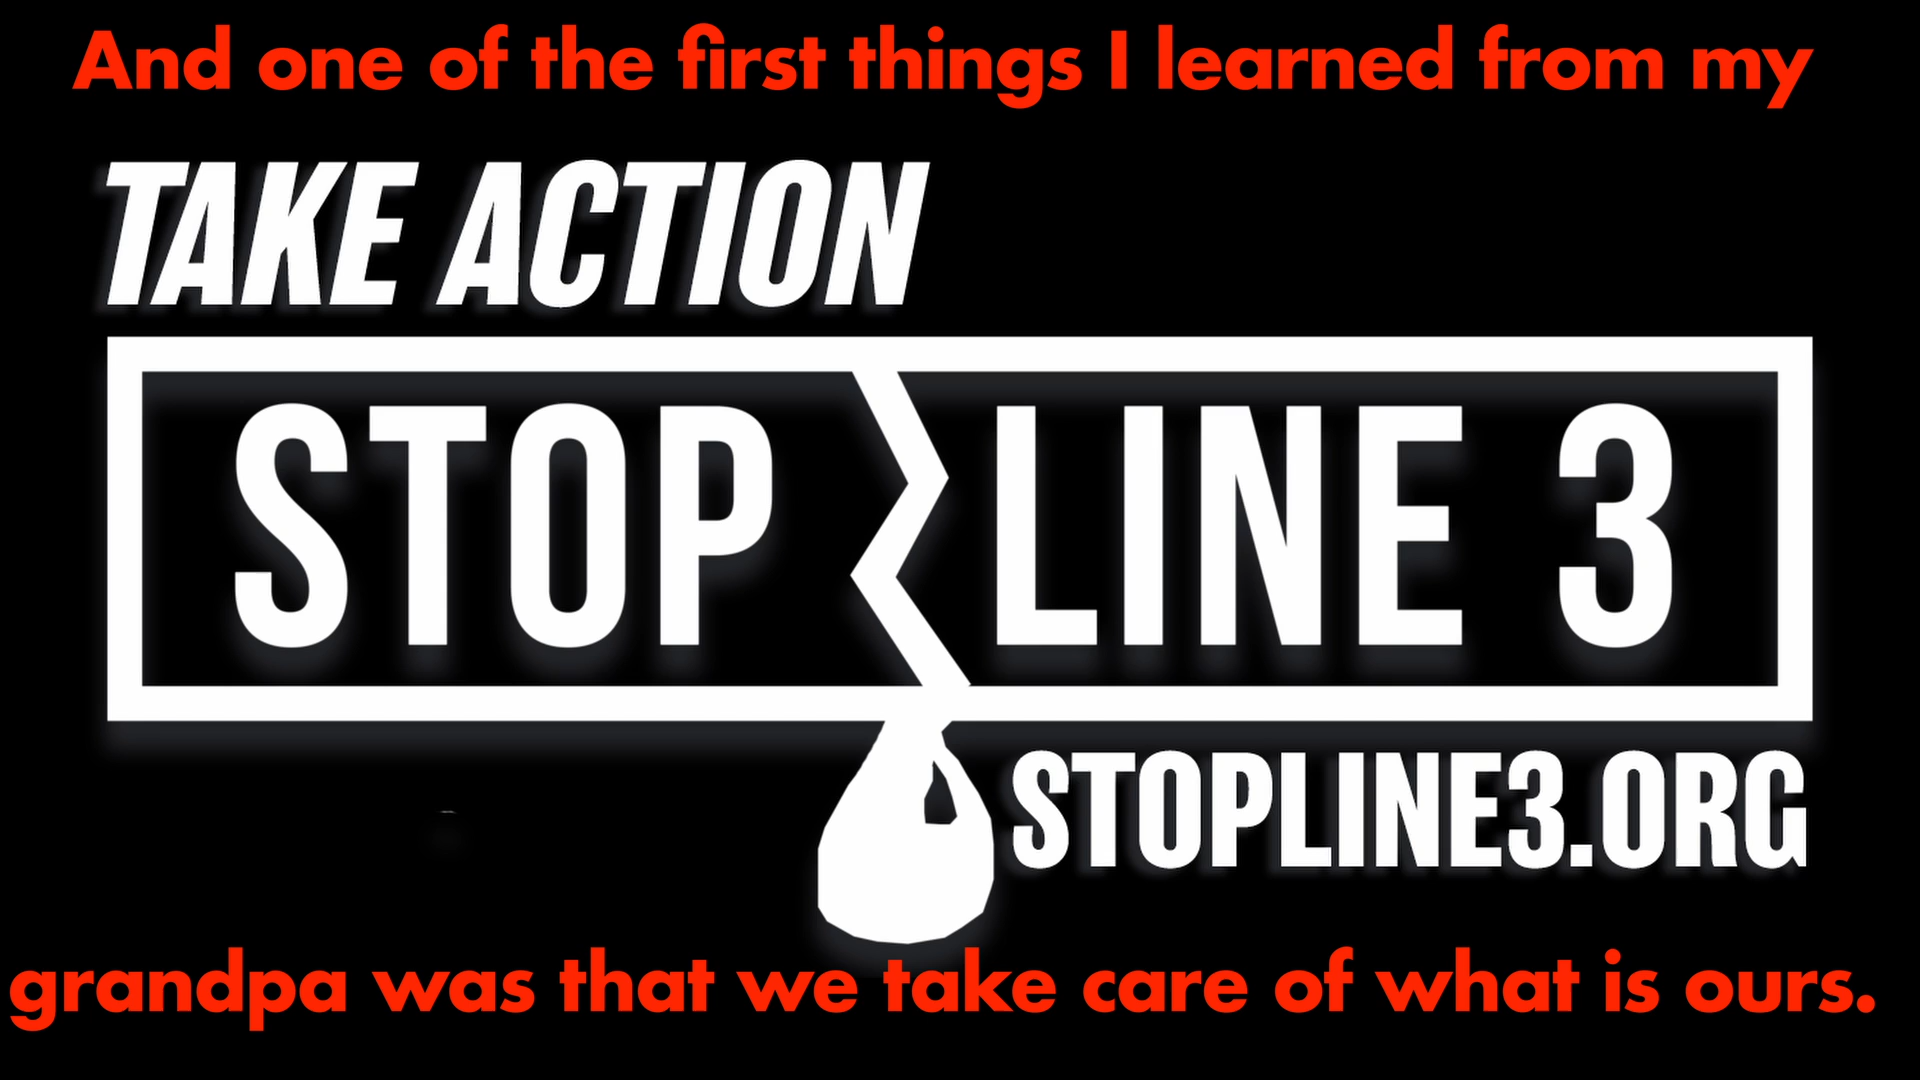 And one of the first things I learned from my
TAKE ACTION
STOP LINE 3
STOPLINE3.ORG
grandpa was that we take care of what is ours.